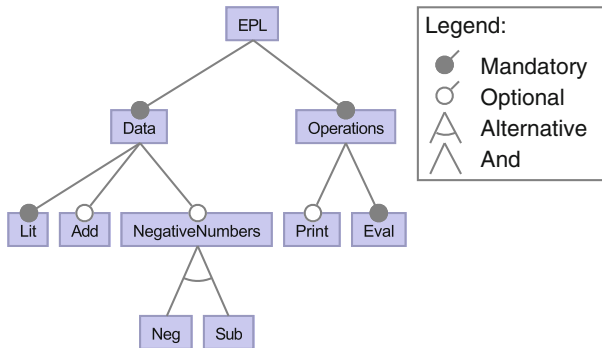 EPL
Legend:
Mandatory
Optional
Alternative
And
Data
Operations
Lit
Add
NegativeNumbers
Print
Eval
Neg
Sub